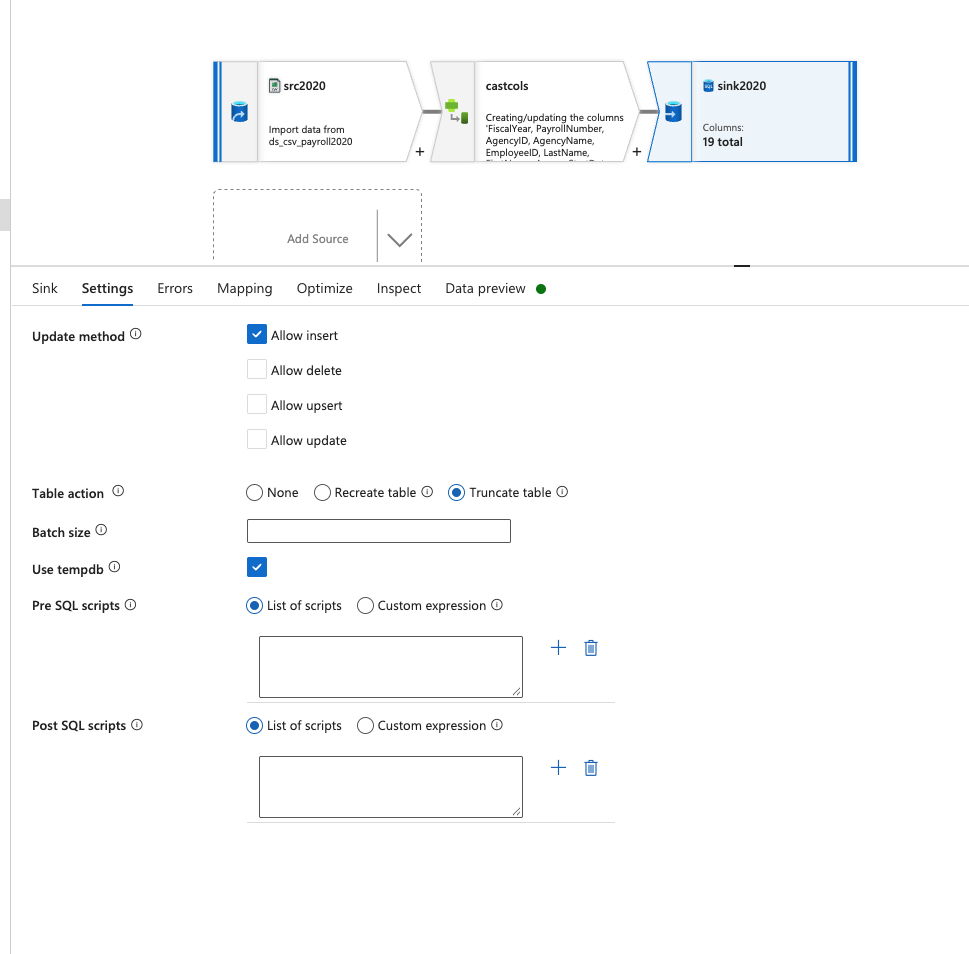 src2020
Import data from
ds_csv_payroll2020
+
castcols
Creating/updating the columns
'FiscalYear, PayrollNumber,
AgencyID, AgencyName,
EmployeeID, LastName,
+
SQL
sink2020
Columns:
19 total
Add Source
Sink Settings Errors Mapping Optimize Inspect Data preview
Update method
Allow insert
Allow delete
Allow upsert
Allow update
Table action None Recreate table Truncate table
Batch size
Use tempdb
Pre SQL scripts List of scripts Custom expression
Post SQL scripts List of scripts Custom expression